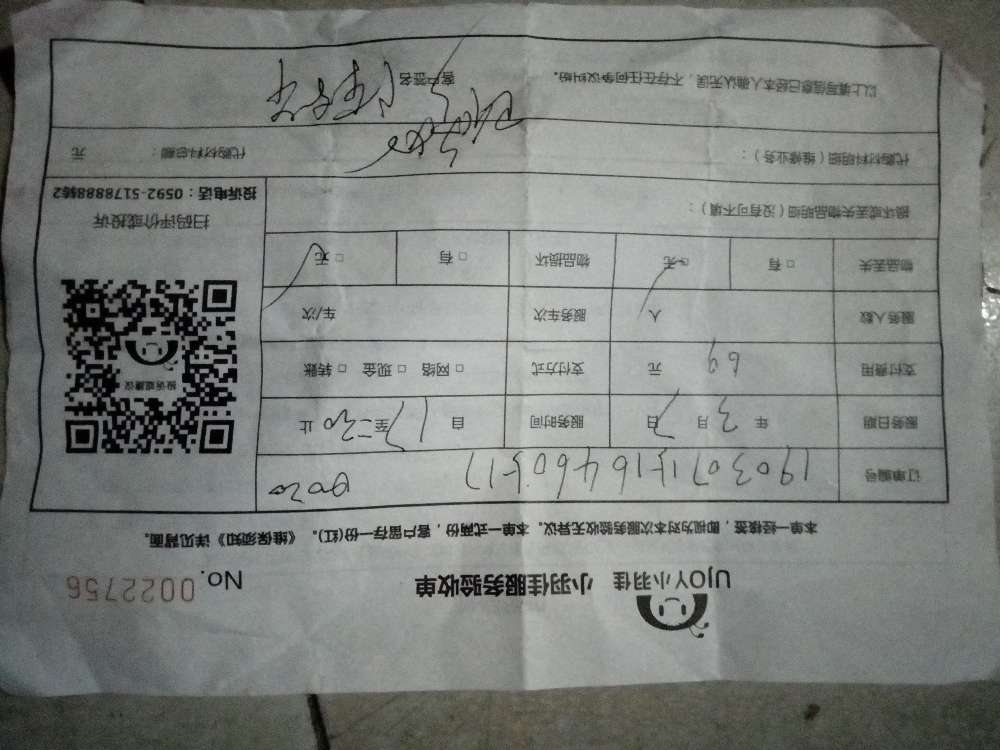 UJOY小羽佳 小羽佳服务验收单 No. 0022756
本单一经核签,即视为对本次服务验收无异议。本单一式两份,客户留存一份(红)。《维保须知》详见背面。
订单编号
服务日期 年 3 月 7 日 服务时间 自 至 止
支付费用 69 元 支付方式 □ 网络 □ 现金 □ 转账
投诉或建议
服务人数 人 服务车次 车/次
物品丢失 □ 有 □ 无 物品损坏 □ 有 □ 无
损坏或丢失物品明细(没有可不填):
扫码评价或投诉
投诉电话:0592-5178888转2
代购材料明细(维修业务): 代购材料总额: 元
以上填写信息已经本人确认无误,不存在任何争议纠纷。 客户签名